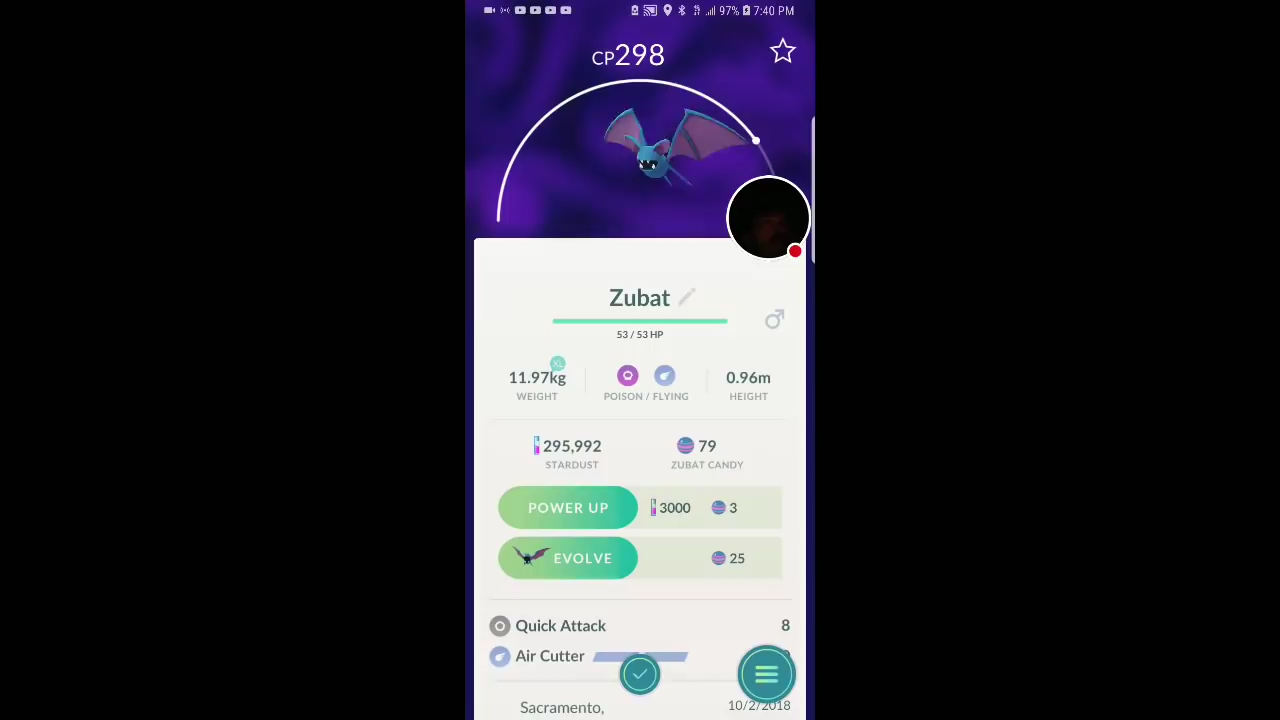 97% 7:40 PM
CP298
Zubat
53 / 53 HP
XL
11.97kg 0.96m
WEIGHT POISON / FLYING HEIGHT
295,992 79
STARDUST ZUBAT CANDY
POWER UP 3000 3
EVOLVE 25
Quick Attack 8
Air Cutter
Sacramento, 10/2/2018